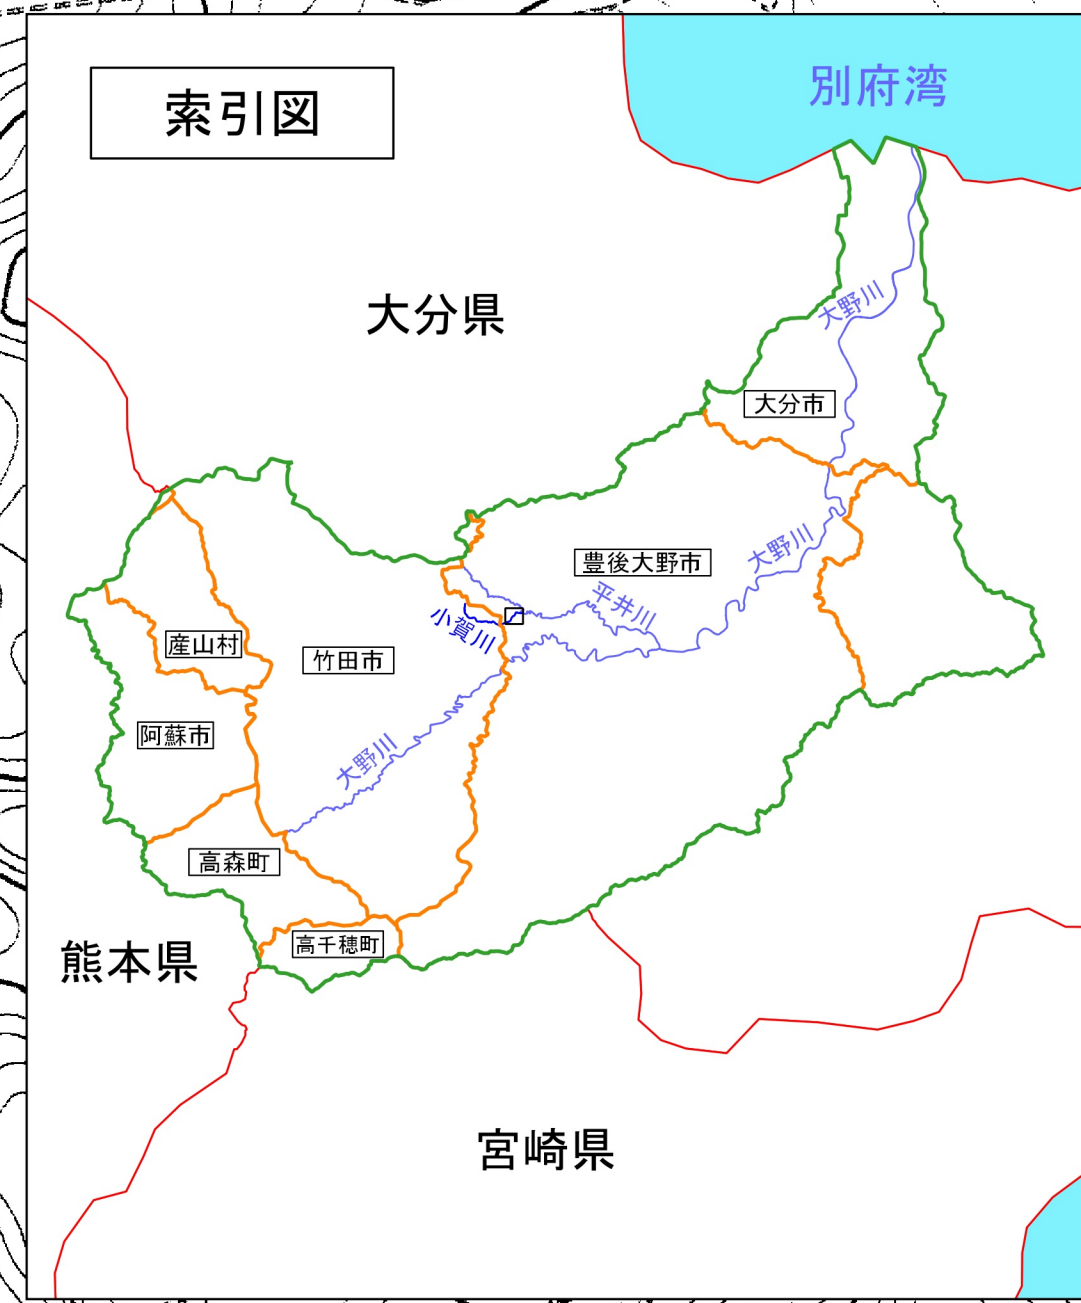 別府湾
索引図
大野川
大分県
大分市
大野川
豊後大野市
平井川
小賀川
産山村
竹田市
阿蘇市
大野川
高森町
高千穂町
熊本県
宮崎県